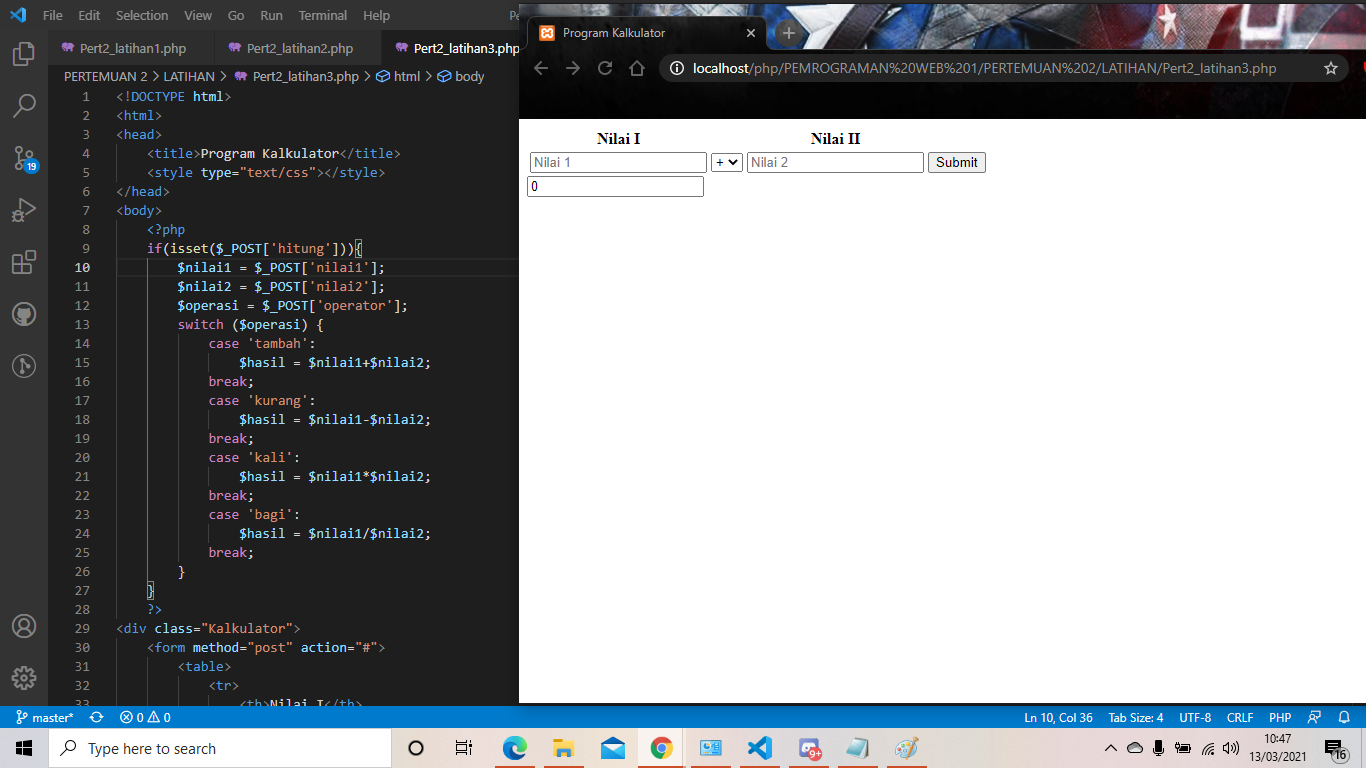 File Edit Selection View Go Run Terminal Help Pe
Pert2_latihan1.php Pert2_latihan2.php Pert2_latihan3.php
PERTEMUAN 2 > LATIHAN > Pert2_latihan3.php > html > body
1 <!DOCTYPE html>
2 <html>
3 <head>
4 <title>Program Kalkulator</title>
5 <style type="text/css"></style>
6 </head>
7 <body>
8 <?php
9 if(isset($_POST['hitung'])){
10 $nilai1 = $_POST['nilai1'];
11 $nilai2 = $_POST['nilai2'];
12 $operasi = $_POST['operator'];
13 switch ($operasi) {
14 case 'tambah':
15 $hasil = $nilai1+$nilai2;
16 break;
17 case 'kurang':
18 $hasil = $nilai1-$nilai2;
19 break;
20 case 'kali':
21 $hasil = $nilai1*$nilai2;
22 break;
23 case 'bagi':
24 $hasil = $nilai1/$nilai2;
25 break;
26 }
27 }
28 ?>
29 <div class="Kalkulator">
30 <form method="post" action="#">
31 <table>
32 <tr>
33 <th>Nilai I</th>
19
Program Kalkulator
localhost/php/PEMROGRAMAN%20WEB%201/PERTEMUAN%202/LATIHAN/Pert2_latihan3.php
Nilai I Nilai II
Nilai 1 + Nilai 2 Submit
0
master* 0 0 Ln 10, Col 36 Tab Size: 4 UTF-8 CRLF PHP
Type here to search 9+ 10:47
13/03/2021 16